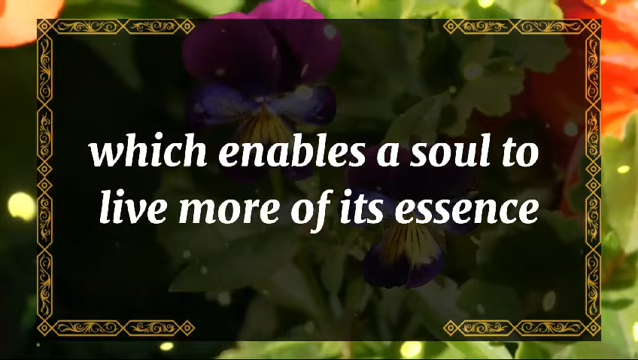 which enables a soul to
live more of its essence